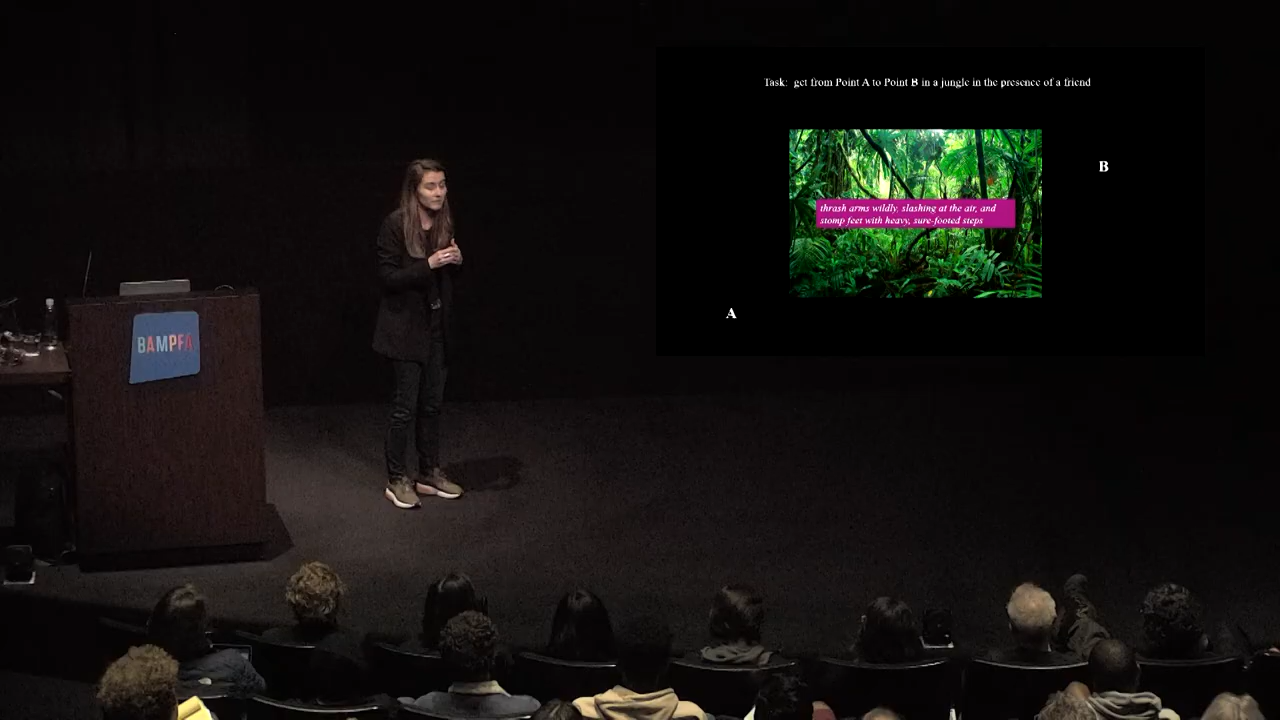 Task: get from Point A to Point B in a jungle in the presence of a friend
B
thrash arms wildly, slashing at the air, and
stomp feet with heavy, sure-footed steps
A
BAMPFA